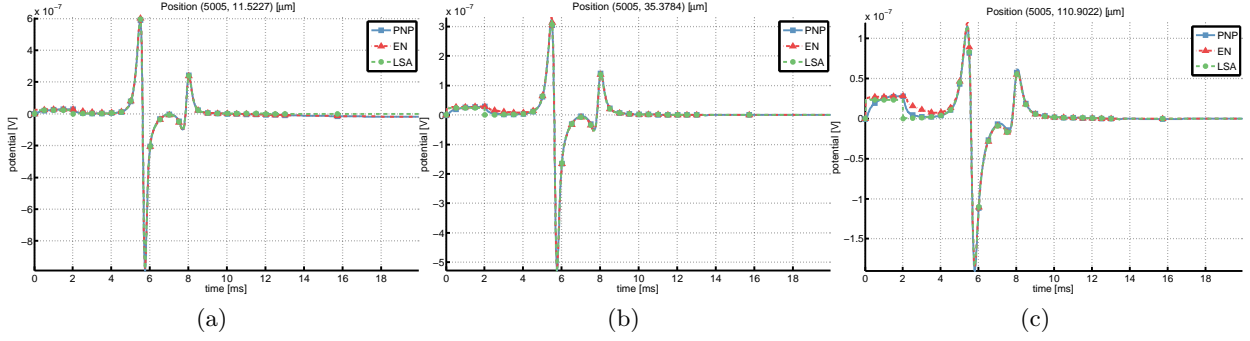 x 10⁻⁷
Position (5005, 11.5227) [μm]
6
4
2
0
−2
−4
−6
−8
potential [V]
0 2 4 6 8 10 12 14 16 18
time [ms]
PNP
EN
LSA
(a)
x 10⁻⁷
Position (5005, 35.3784) [μm]
3
2
1
0
−1
−2
−3
−4
−5
potential [V]
0 2 4 6 8 10 12 14 16 18
time [ms]
PNP
EN
LSA
(b)
x 10⁻⁷
Position (5005, 110.9022) [μm]
1
0.5
0
−0.5
−1
−1.5
potential [V]
0 2 4 6 8 10 12 14 16 18
time [ms]
PNP
EN
LSA
(c)